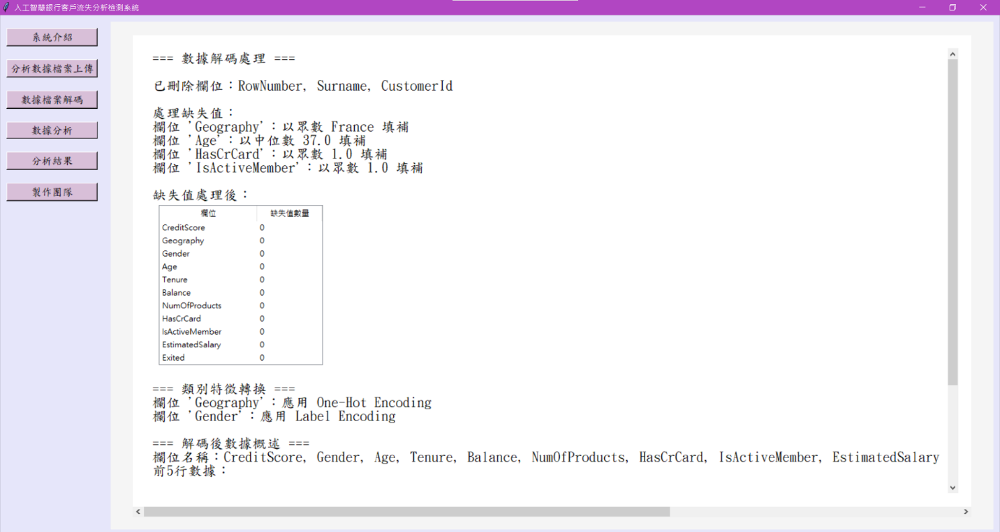 人工智慧銀行客戶流失分析檢測系統
系統介紹
分析數據檔案上傳
數據檔案解碼
數據分析
分析結果
製作團隊
=== 數據解碼處理 ===
已刪除欄位：RowNumber, Surname, CustomerId
處理缺失值：
欄位 'Geography'：以眾數 France 填補
欄位 'Age'：以中位數 37.0 填補
欄位 'HasCrCard'：以眾數 1.0 填補
欄位 'IsActiveMember'：以眾數 1.0 填補
缺失值處理後：
欄位 缺失值數量
CreditScore 0
Geography 0
Gender 0
Age 0
Tenure 0
Balance 0
NumOfProducts 0
HasCrCard 0
IsActiveMember 0
EstimatedSalary 0
Exited 0
=== 類別特徵轉換 ===
欄位 'Geography'：應用 One-Hot Encoding
欄位 'Gender'：應用 Label Encoding
=== 解碼後數據概述 ===
欄位名稱：CreditScore, Gender, Age, Tenure, Balance, NumOfProducts, HasCrCard, IsActiveMember, EstimatedSalary
前5行數據：